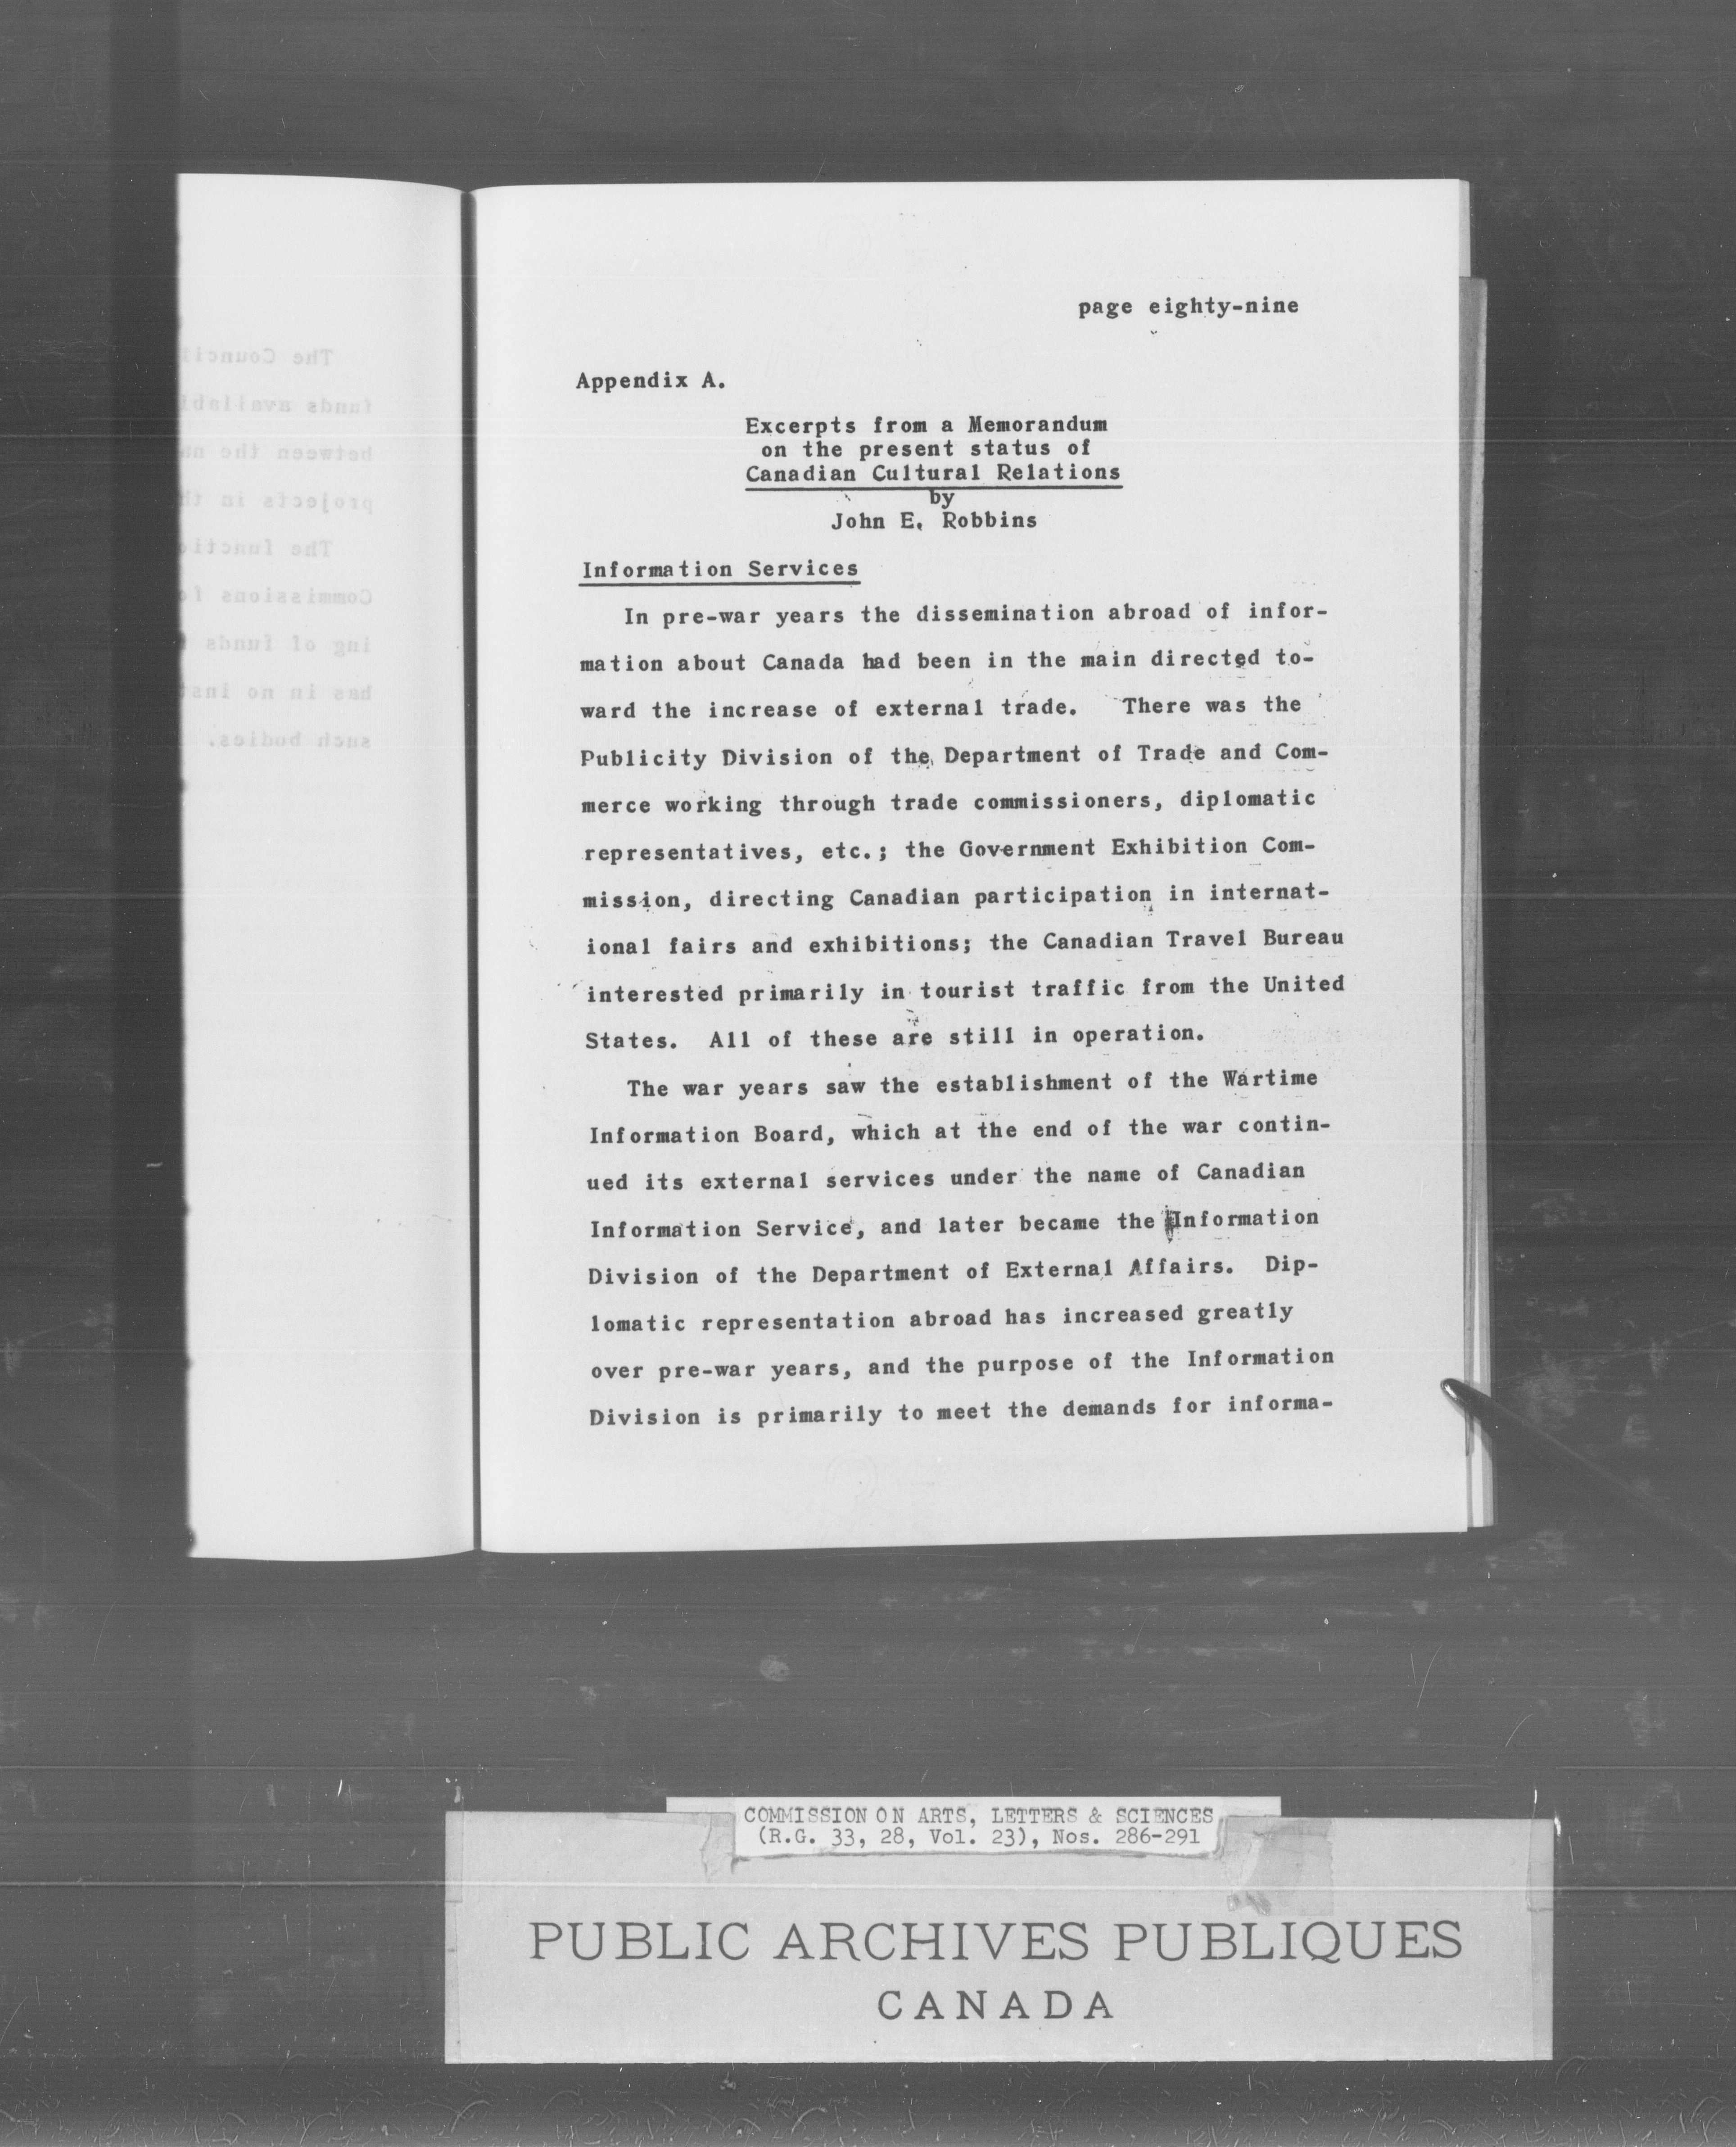 page eighty-nine
Appendix A.
Excerpts from a Memorandum
on the present status of
Canadian Cultural Relations
by
John E. Robbins
Information Services
In pre-war years the dissemination abroad of infor-
mation about Canada had been in the main directed to-
ward the increase of external trade. There was the
Publicity Division of the Department of Trade and Com-
merce working through trade commissioners, diplomatic
representatives, etc.; the Government Exhibition Com-
mission, directing Canadian participation in internat-
ional fairs and exhibitions; the Canadian Travel Bureau
interested primarily in tourist traffic from the United
States. All of these are still in operation.
The war years saw the establishment of the Wartime
Information Board, which at the end of the war contin-
ued its external services under the name of Canadian
Information Service, and later became the Information
Division of the Department of External Affairs. Dip-
lomatic representation abroad has increased greatly
over pre-war years, and the purpose of the Information
Division is primarily to meet the demands for informa-
COMMISSION ON ARTS, LETTERS & SCIENCES
(R.G. 33, 28, Vol. 23), Nos. 286-291
PUBLIC ARCHIVES PUBLIQUES
CANADA